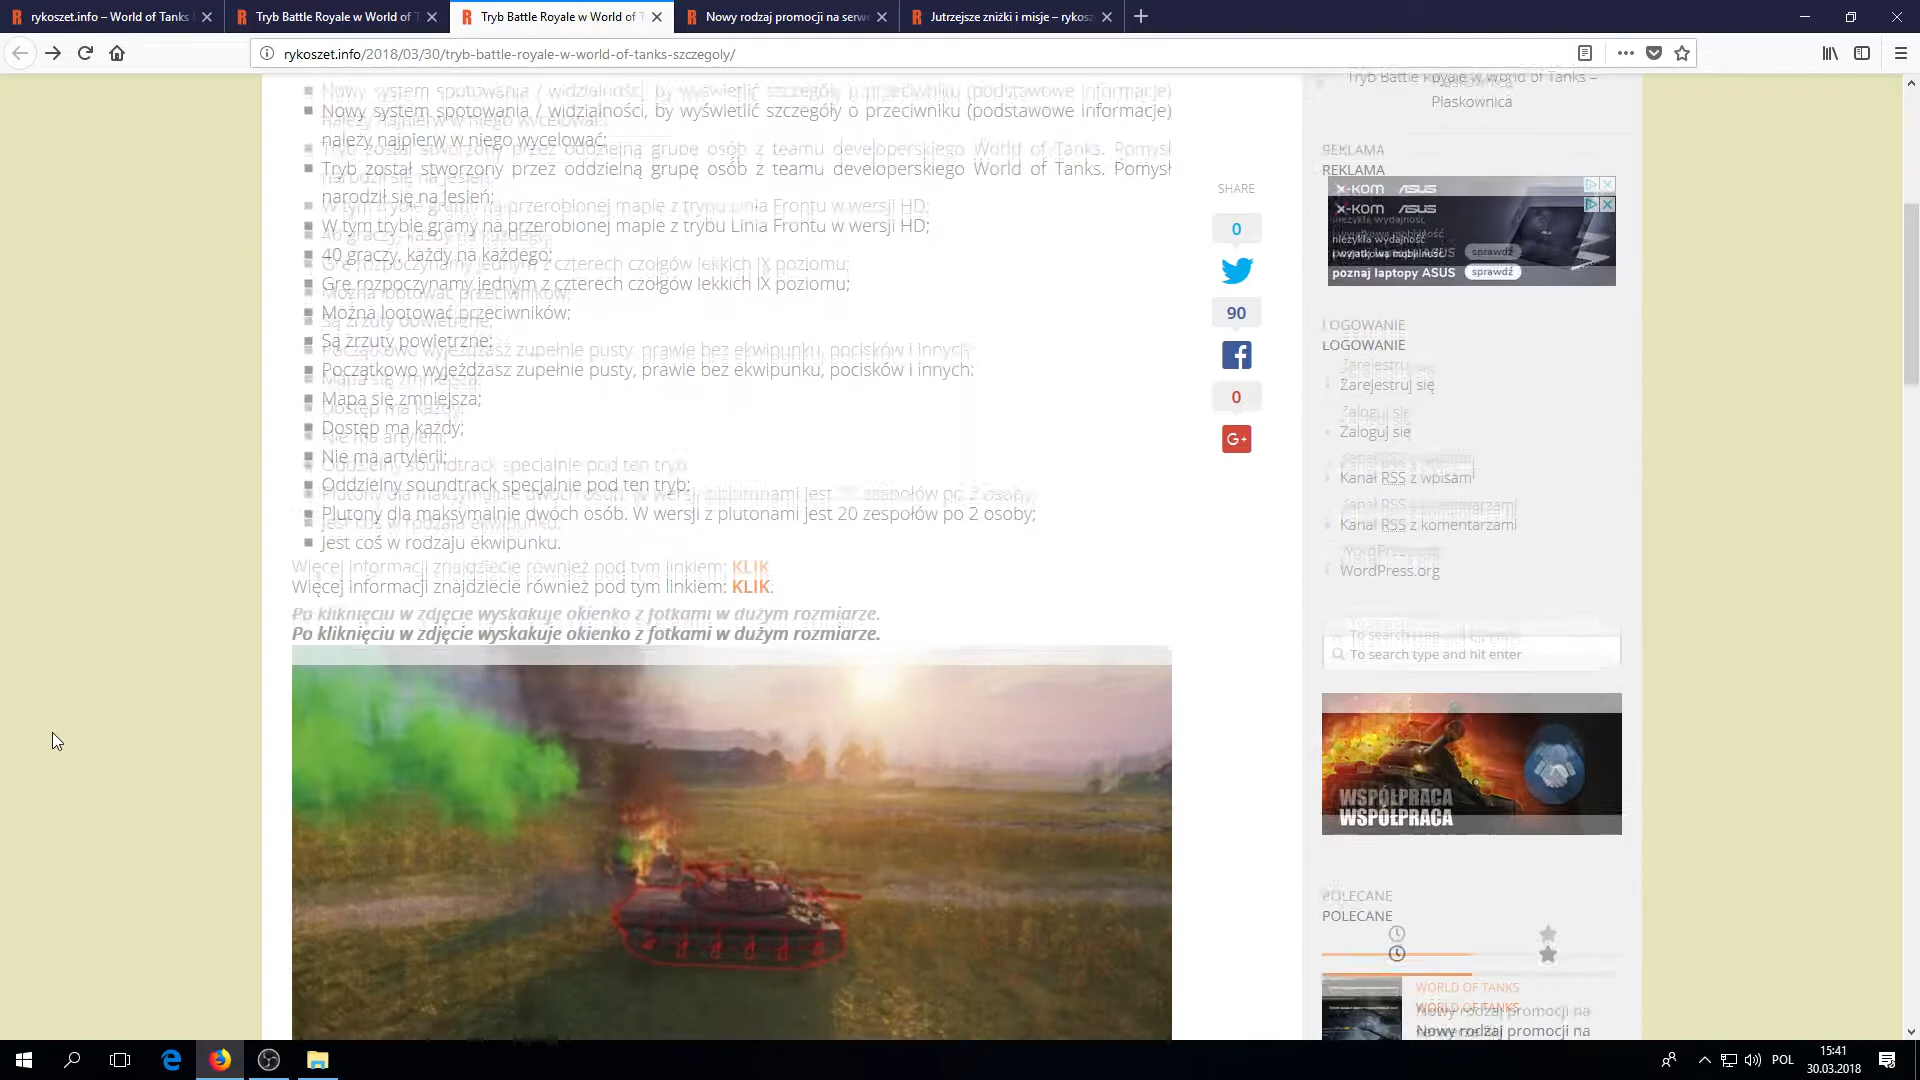 rykoszet.info – World of Tanks
Tryb Battle Royale w World of T
Tryb Battle Royale w World of T
Nowy rodzaj promocji na serwe
Jutrzejsze zniżki i misje – rykosz
rykoszet.info/2018/03/30/tryb-battle-royale-w-world-of-tanks-szczegoly/
Nowy system spotowania / widzialności, by wyświetlić szczegóły o przeciwniku (podstawowe informacje)
należy najpierw w niego wycelować;
Tryb został stworzony przez oddzielną grupę osób z teamu developerskiego World of Tanks. Pomysł
narodził się na Jesień;
W tym trybie gramy na przerobionej mapie z trybu Linia Frontu w wersji HD;
40 graczy, każdy na każdego;
Grę rozpoczynamy jednym z czterech czołgów lekkich IX poziomu;
Można lootować przeciwników;
Są zrzuty powietrzne;
Początkowo wyjeżdżasz zupełnie pusty, prawie bez ekwipunku, pocisków i innych:
Mapa się zmniejsza;
Dostęp ma każdy;
Nie ma artylerii;
Oddzielny soundtrack specjalnie pod ten tryb;
Plutony dla maksymalnie dwóch osób. W wersji z plutonami jest 20 zespołów po 2 osoby;
Jest coś w rodzaju ekwipunku.
Więcej informacji znajdziecie również pod tym linkiem: KLIK.
Po kliknięciu w zdjęcie wyskakuje okienko z fotkami w dużym rozmiarze.
SHARE
0
90
0
G+
Tryb Battle Royale w World of Tanks –
Płaskownica
REKLAMA
x-kom ASUS
niezykła wydajność
i wyjątkowa mobilność
poznaj laptopy ASUS
sprawdź
LOGOWANIE
Zarejestruj się
Zaloguj się
Kanał RSS z wpisami
Kanał RSS z komentarzami
WordPress.org
To search type and hit enter
WSPÓŁPRACA
POLECANE
WORLD OF TANKS
Nowy rodzaj promocji na
POL
15:41
30.03.2018